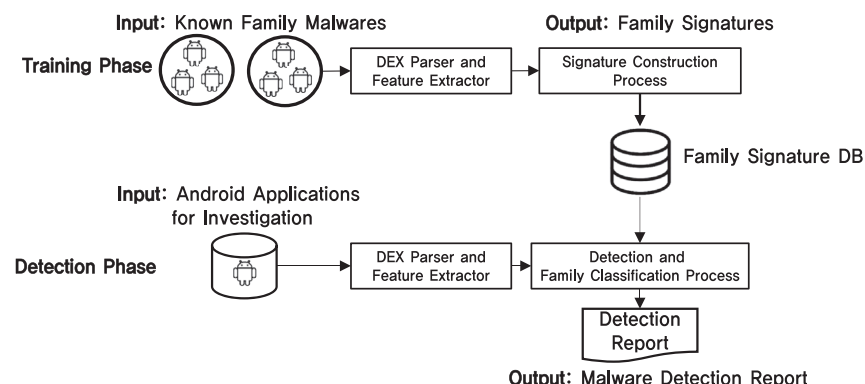 Input: Known Family Malwares
Output: Family Signatures
Training Phase
DEX Parser and
Feature Extractor
Signature Construction
Process
Family Signature DB
Input: Android Applications
for Investigation
Detection Phase
DEX Parser and
Feature Extractor
Detection and
Family Classification Process
Detection
Report
Output: Malware Detection Report